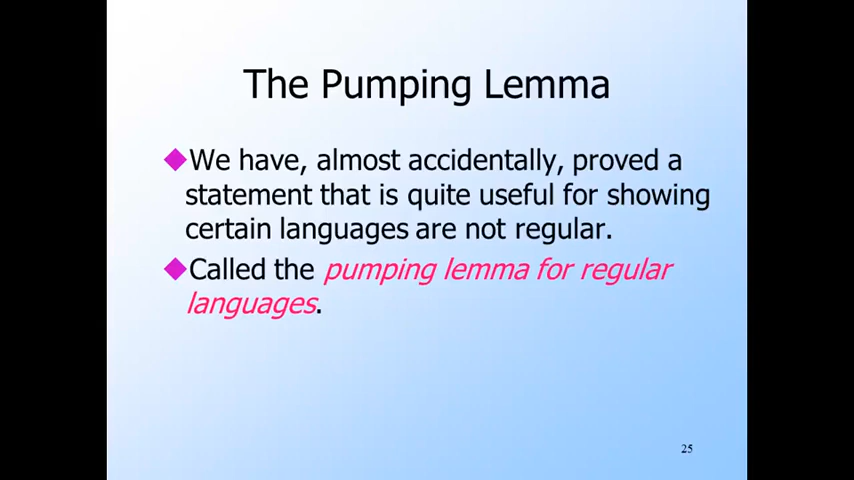 The Pumping Lemma
We have, almost accidentally, proved a
statement that is quite useful for showing
certain languages are not regular.
Called the pumping lemma for regular
languages.
25